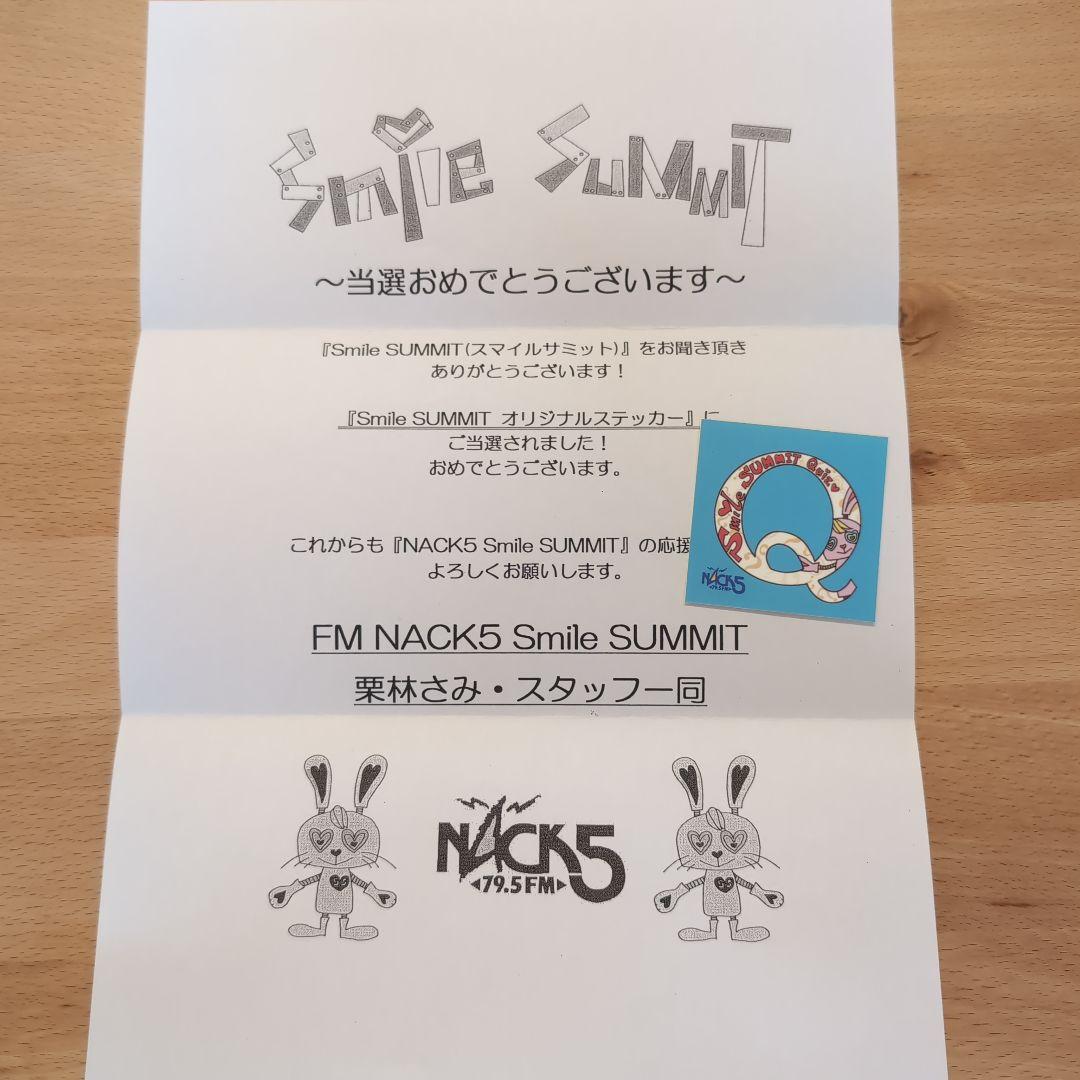 Smile SUMMIT
～当選おめでとうございます～
『Smile SUMMIT(スマイルサミット)』をお聞き頂き
ありがとうございます！
『Smile SUMMIT オリジナルステッカー』に
ご当選されました！
おめでとうございます。
Smile SUMMIT Quiz
NACK5
79.5FM
これからも『NACK5 Smile SUMMIT』の応援
よろしくお願いします。
FM NACK5 Smile SUMMIT
栗林さみ・スタッフ一同
NACK5
79.5FM